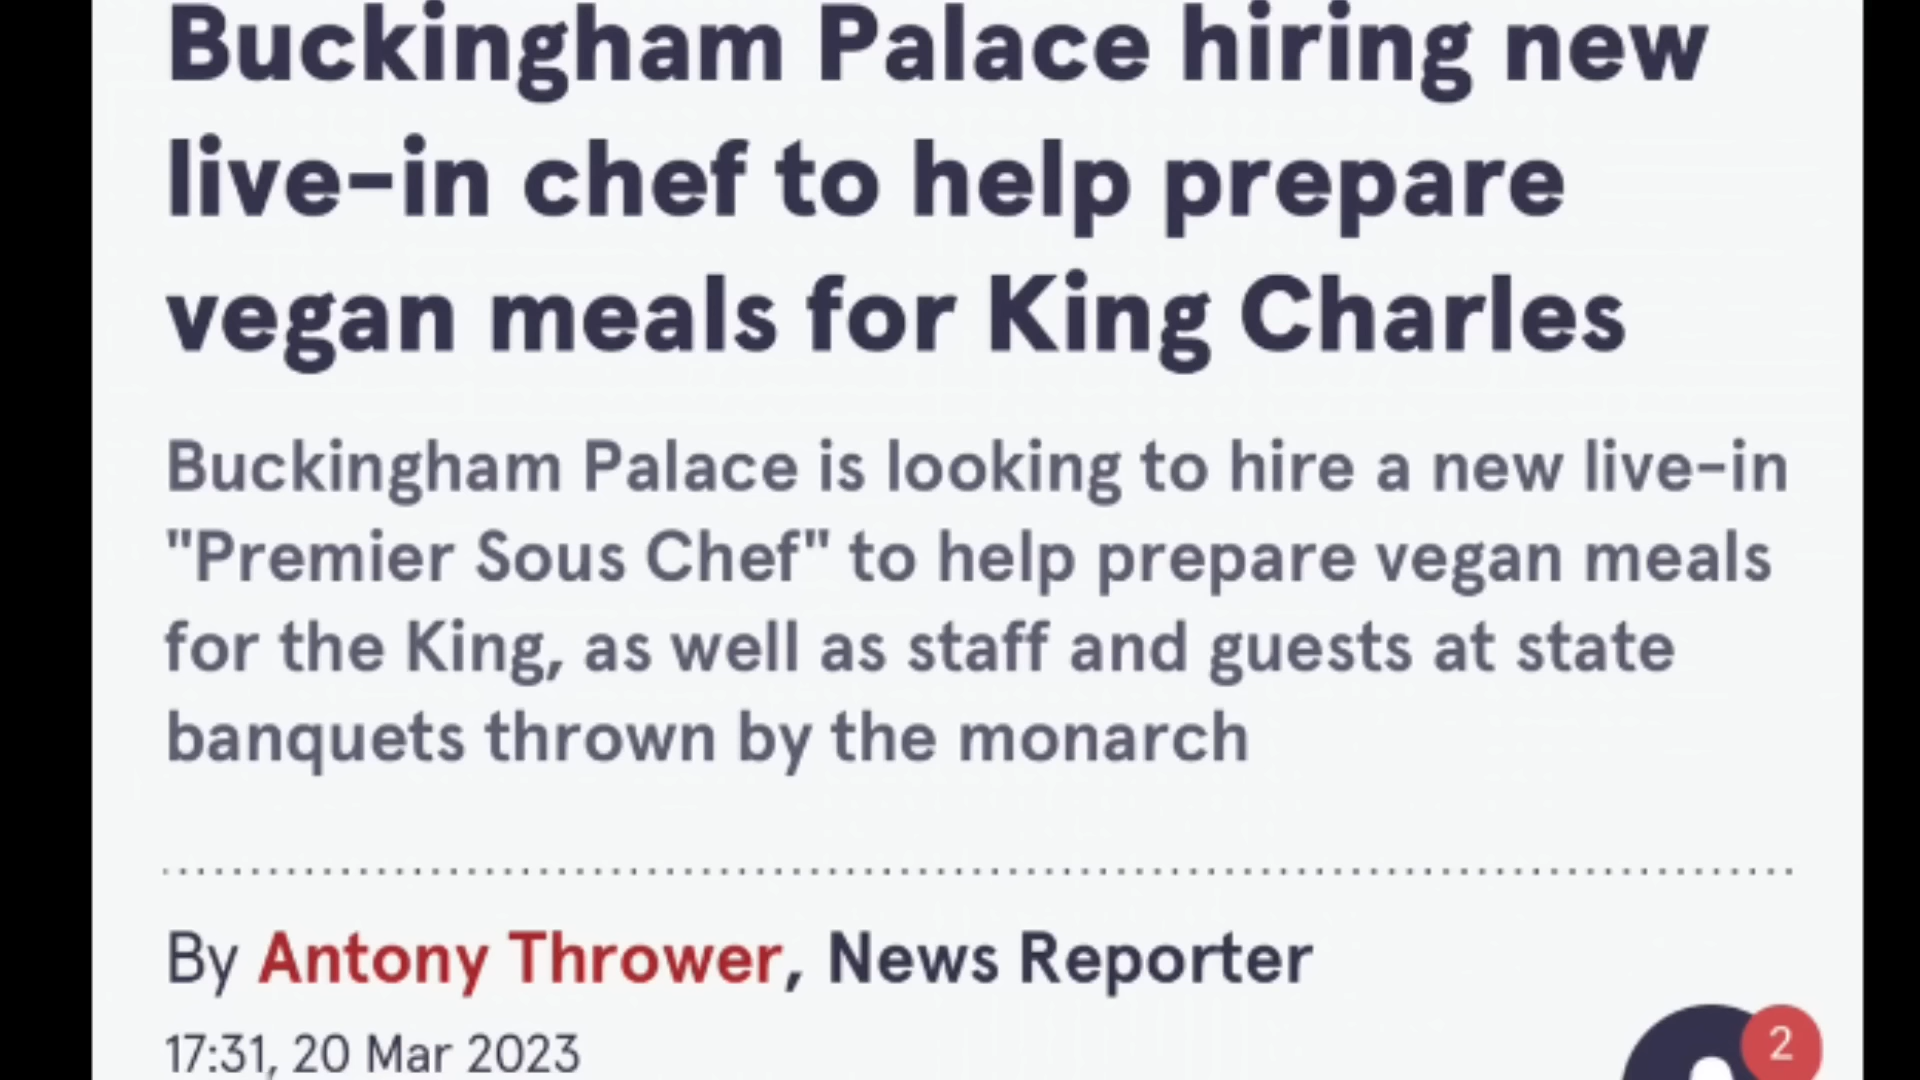 Buckingham Palace hiring new
live-in chef to help prepare
vegan meals for King Charles
Buckingham Palace is looking to hire a new live-in
"Premier Sous Chef" to help prepare vegan meals
for the King, as well as staff and guests at state
banquets thrown by the monarch
By Antony Thrower, News Reporter
17:31, 20 Mar 2023
2